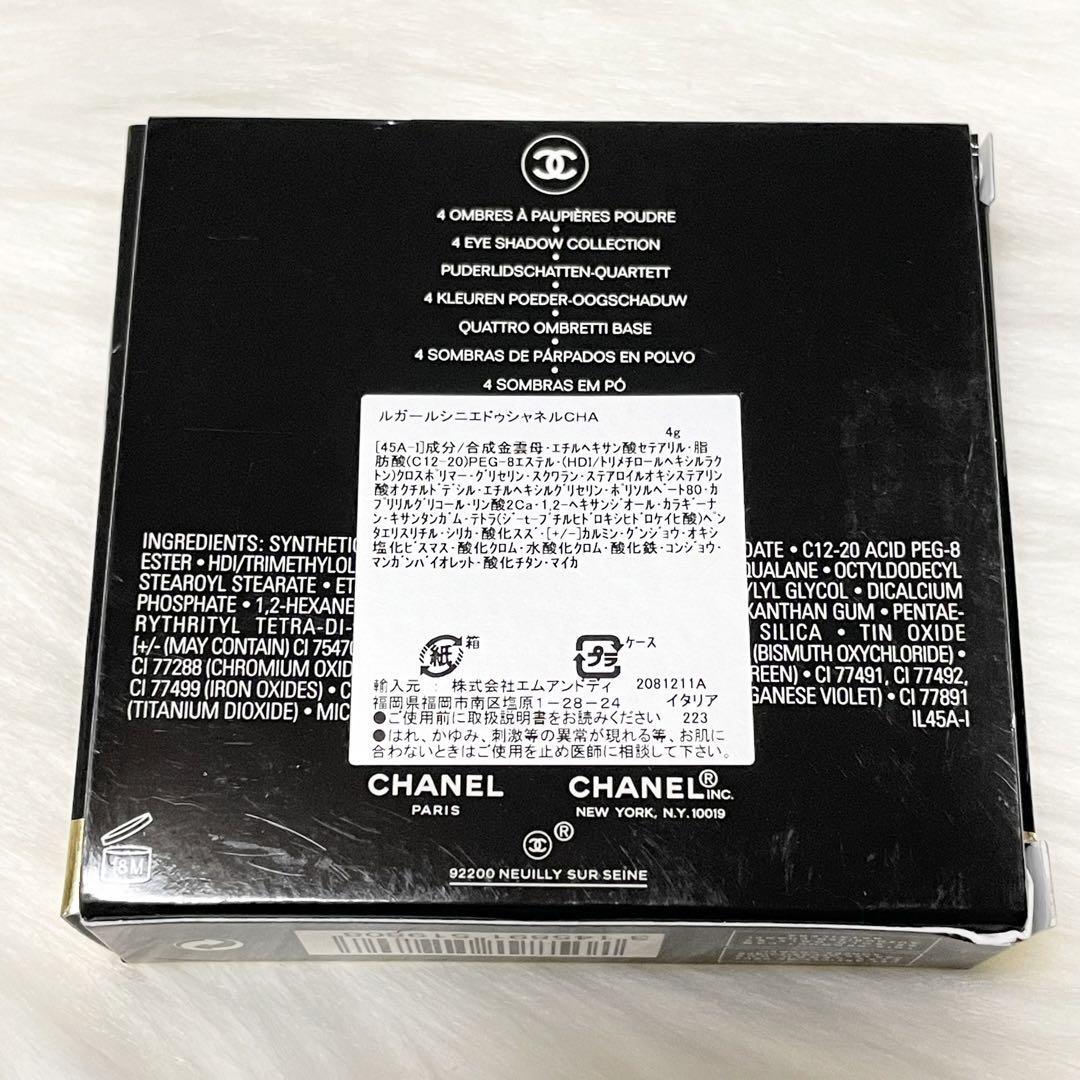 4 OMBRES À PAUPIÈRES POUDRE
4 EYE SHADOW COLLECTION
PUDERLIDSCHATTEN-QUARTETT
4 KLEUREN POEDER-OOGSCHADUW
QUATTRO OMBRETTI BASE
4 SOMBRAS DE PÁRPADOS EN POLVO
4 SOMBRAS EM PÓ
ルガールシニエドゥシャネルCHA
4g
[45A-I]成分/合成金雲母・エチルヘキサン酸セテアリル・脂
肪酸(C12-20)PEG-8エステル・(HDI/トリメチロールヘキシルラク
トン)クロスポリマー・グリセリン・スクワラン・ステアロイルオキシステアリン
酸オクチルドデシル・エチルヘキシルグリセリン・ポリソルベート80・カ
プリリルグリコール・リン酸2Ca・1,2-ヘキサンジオール・カラギーナ
ン・キサンタンガム・テトラ(ジ-t-ブチルヒドロキシヒドロケイヒ酸)ペン
タエリスリチル・シリカ・酸化スズ・[+/-]カルミン・グンジョウ・オキシ
塩化ビスマス・酸化クロム・水酸化クロム・酸化鉄・コンジョウ・
マンガンバイオレット・酸化チタン・マイカ
紙 箱 プラ ケース
輸入元 : 株式会社エムアンドディ 2081211A
福岡県福岡市南区塩原1-28-24 イタリア
●ご使用前に取扱説明書をお読みください 223
●はれ、かゆみ、刺激等の異常が現れる等、お肌に
合わないときはご使用を止め医師に相談して下さい。
INGREDIENTS: SYNTHETIC
ESTER • HDI/TRIMETHYLOL
STEAROYL STEARATE •
PHOSPHATE • 1,2-HEXANE
RYTHRITYL TETRA-DI-
[+/- (MAY CONTAIN) CI 75470
CI 77288 (CHROMIUM OXID
CI 77499 (IRON OXIDES) •
(TITANIUM DIOXIDE) •
• C12-20 ACID PEG-8
• OCTYLDODECYL
GLYCOL • DICALCIUM
XANTHAN GUM • PENTAE-
SILICA • TIN OXIDE
(BISMUTH OXYCHLORIDE) •
• CI 77491, CI 77492,
VIOLET) • CI 77891
IL45A-I
CHANEL
PARIS
CHANEL®INC.
NEW YORK, N.Y. 10019
®
92200 NEUILLY SUR SEINE
18M